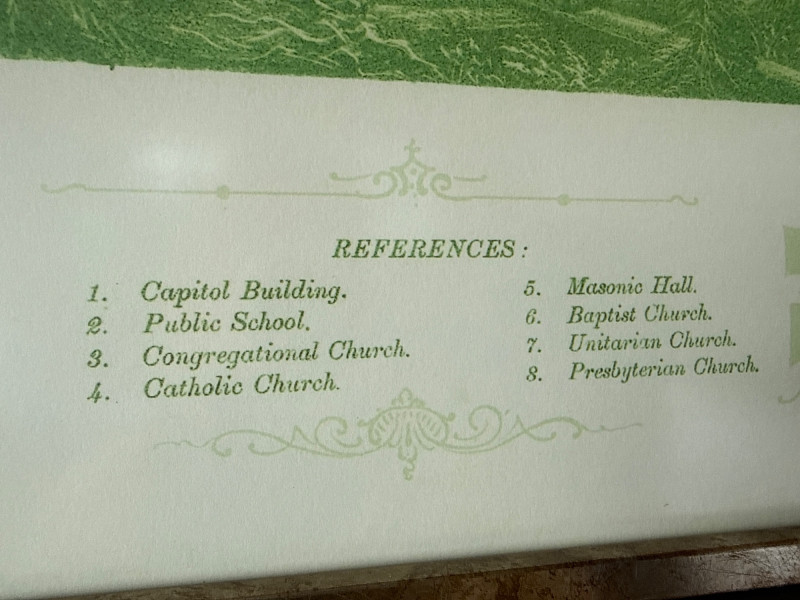 REFERENCES:
1. Capitol Building.
2. Public School.
3. Congregational Church.
4. Catholic Church.
5. Masonic Hall.
6. Baptist Church.
7. Unitarian Church.
8. Presbyterian Church.